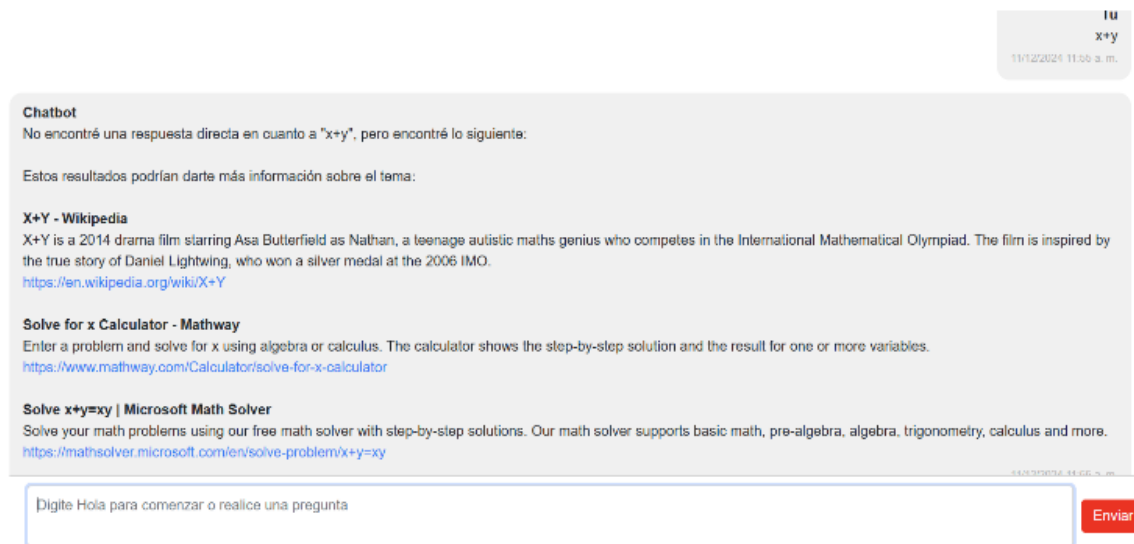 Tú
x+y
11/12/2024 11:55 a. m.
Chatbot
No encontré una respuesta directa en cuanto a "x+y", pero encontré lo siguiente:
Estos resultados podrían darte más información sobre el tema:
X+Y - Wikipedia
X+Y is a 2014 drama film starring Asa Butterfield as Nathan, a teenage autistic maths genius who competes in the International Mathematical Olympiad. The film is inspired by
the true story of Daniel Lightwing, who won a silver medal at the 2006 IMO.
https://en.wikipedia.org/wiki/X+Y
Solve for x Calculator - Mathway
Enter a problem and solve for x using algebra or calculus. The calculator shows the step-by-step solution and the result for one or more variables.
https://www.mathway.com/Calculator/solve-for-x-calculator
Solve x+y=xy | Microsoft Math Solver
Solve your math problems using our free math solver with step-by-step solutions. Our math solver supports basic math, pre-algebra, algebra, trigonometry, calculus and more.
https://mathsolver.microsoft.com/en/solve-problem/x+y=xy
11/12/2024 11:55 a. m.
Digite Hola para comenzar o realice una pregunta
Enviar